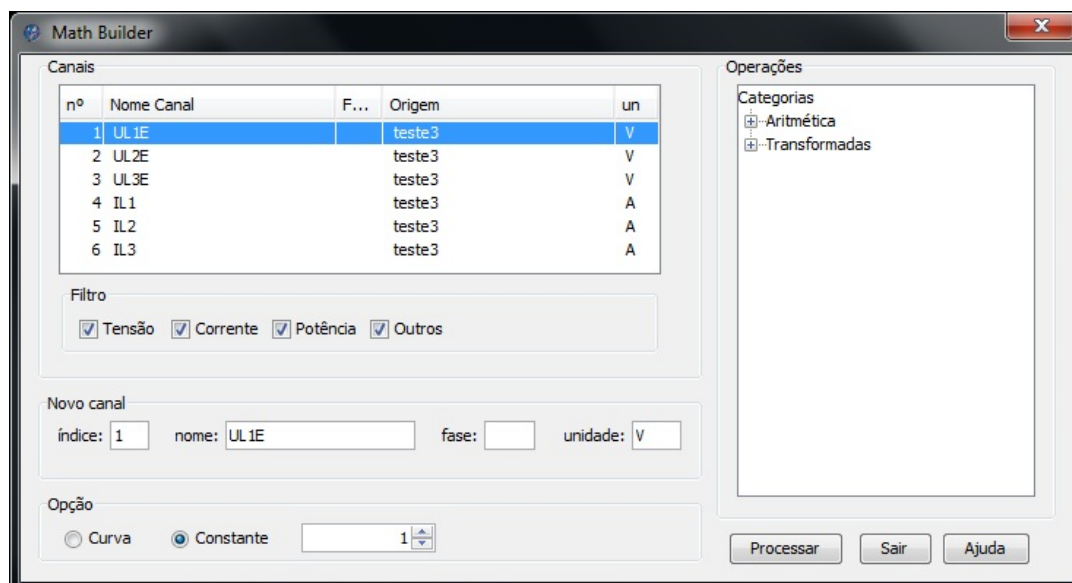 Math Builder
Canais
nº Nome Canal F... Origem un
1 UL1E teste3 V
2 UL2E teste3 V
3 UL3E teste3 V
4 IL1 teste3 A
5 IL2 teste3 A
6 IL3 teste3 A
Filtro
Tensão Corrente Potência Outros
Novo canal
índice: 1 nome: UL1E fase: unidade: V
Opção
Curva Constante 1
Operações
Categorias
Aritmética
Transformadas
Processar Sair Ajuda